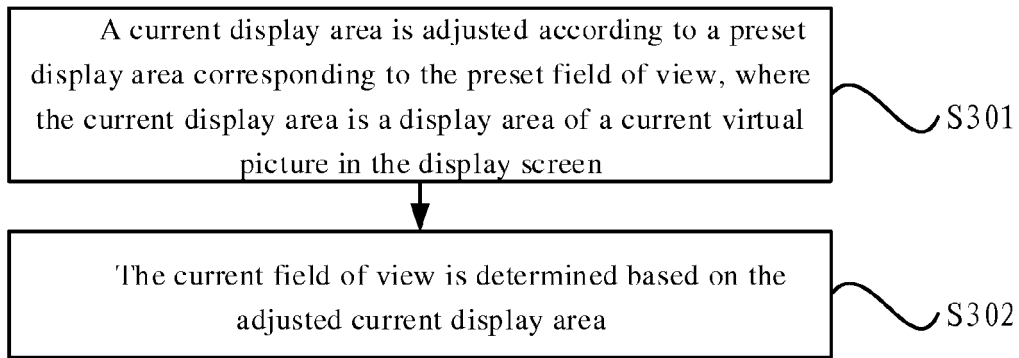 A current display area is adjusted according to a preset
display area corresponding to the preset field of view, where
the current display area is a display area of a current virtual
picture in the display screen
S301
The current field of view is determined based on the
adjusted current display area
S302